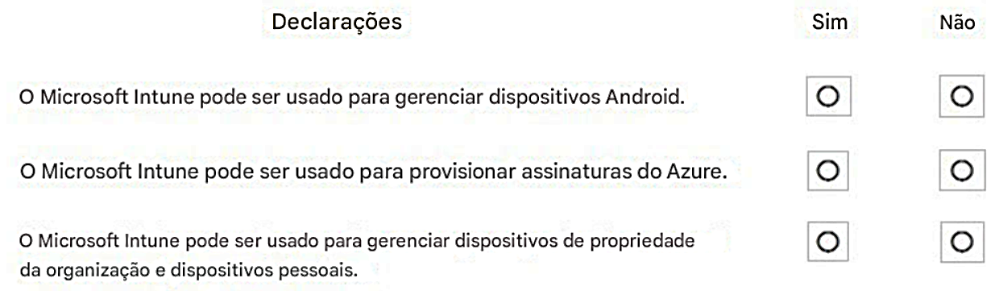 Declarações Sim Não
O Microsoft Intune pode ser usado para gerenciar dispositivos Android.
O Microsoft Intune pode ser usado para provisionar assinaturas do Azure.
O Microsoft Intune pode ser usado para gerenciar dispositivos de propriedade
da organização e dispositivos pessoais.